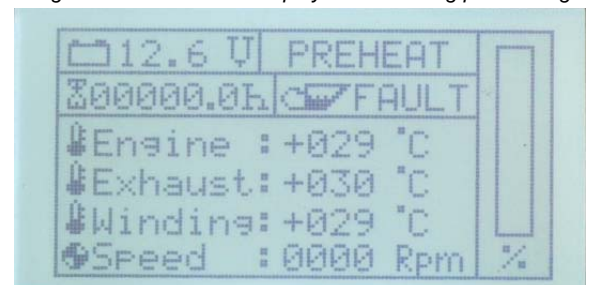 12.6 V PREHEAT
00000.0h FAULT
Engine : +029 °C
Exhaust: +030 °C
Winding: +029 °C
Speed : 0000 Rpm %